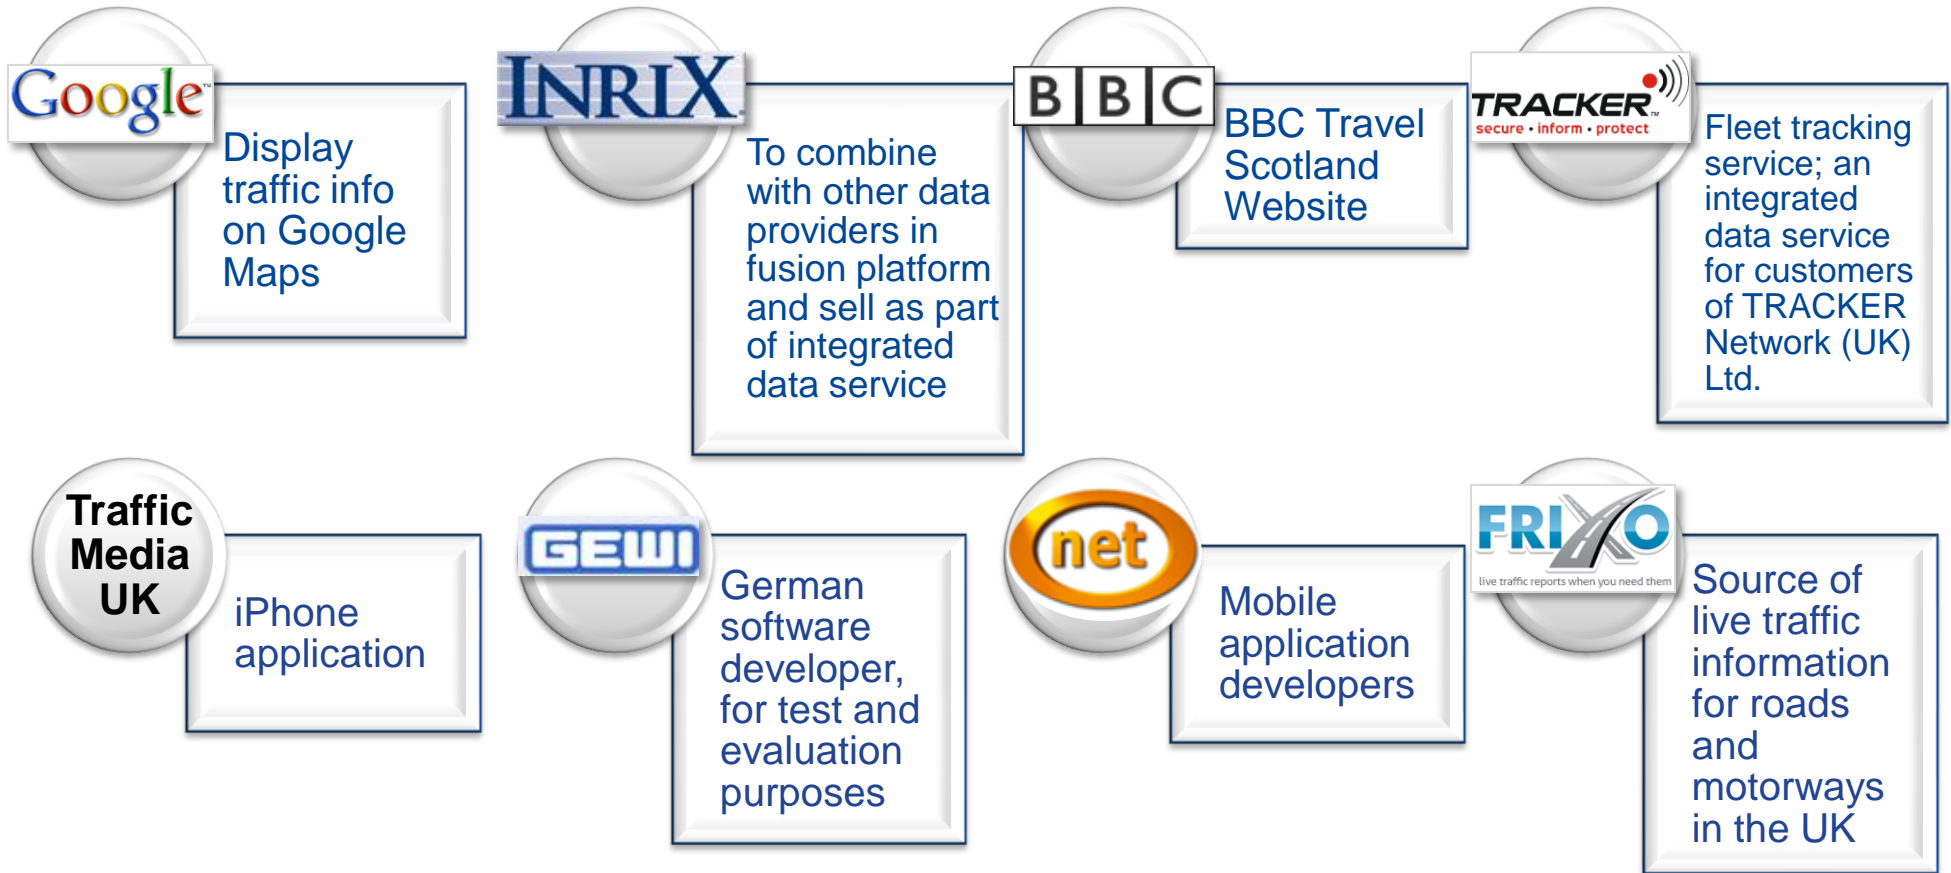 Google™
Display
traffic info
on Google
Maps
INRIX
To combine
with other data
providers in
fusion platform
and sell as part
of integrated
data service
BBC
BBC Travel
Scotland
Website
TRACKER™
secure • inform • protect
Fleet tracking
service; an
integrated
data service
for customers
of TRACKER
Network (UK)
Ltd.
Traffic
Media
UK
iPhone
application
GEWI
German
software
developer,
for test and
evaluation
purposes
net
Mobile
application
developers
FRIXO
live traffic reports when you need them
Source of
live traffic
information
for roads
and
motorways
in the UK